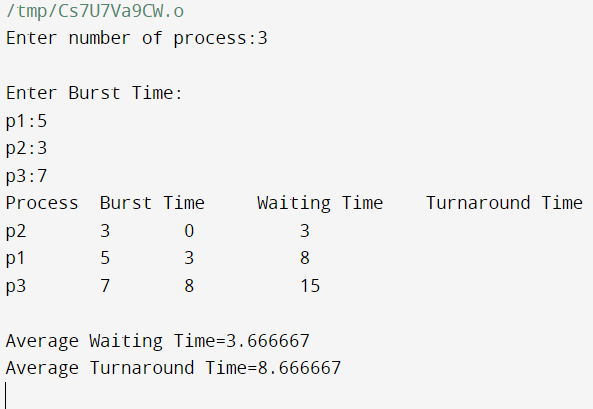 /tmp/Cs7U7Va9CW.o
Enter number of process:3
Enter Burst Time:
p1:5
p2:3
p3:7
Process  Burst Time     Waiting Time    Turnaround Time
p2       3       0          3
p1       5       3          8
p3       7       8          15
Average Waiting Time=3.666667
Average Turnaround Time=8.666667